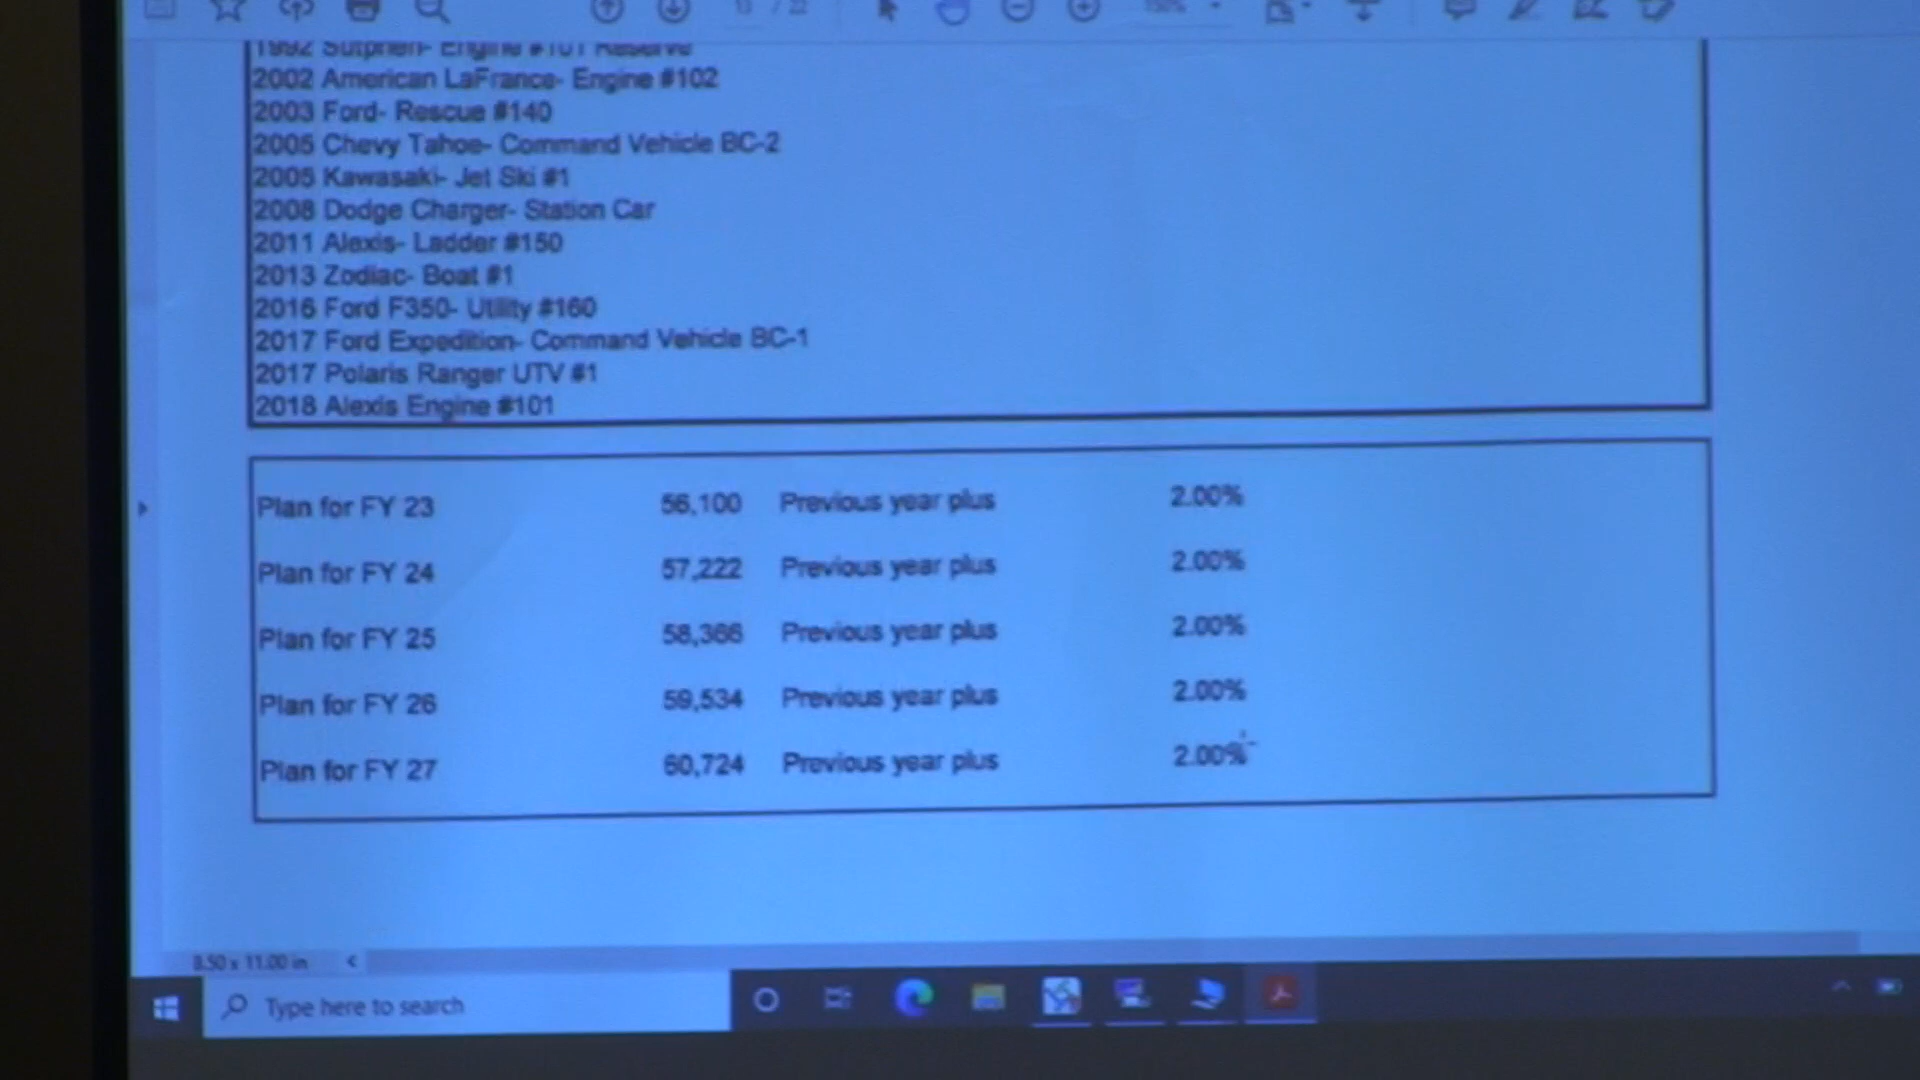 1992 Sutphen- Engine #101 Reserve
2002 American LaFrance- Engine #102
2003 Ford- Rescue #140
2005 Chevy Tahoe- Command Vehicle BC-2
2005 Kawasaki- Jet Ski #1
2008 Dodge Charger- Station Car
2011 Alexis- Ladder #150
2013 Zodiac- Boat #1
2016 Ford F350- Utility #160
2017 Ford Expedition- Command Vehicle BC-1
2017 Polaris Ranger UTV #1
2018 Alexis Engine #101
Plan for FY 23 56,100 Previous year plus 2.00%
Plan for FY 24 57,222 Previous year plus 2.00%
Plan for FY 25 58,366 Previous year plus 2.00%
Plan for FY 26 59,534 Previous year plus 2.00%
Plan for FY 27 60,724 Previous year plus 2.00%
8.50 x 11.00 in
Type here to search